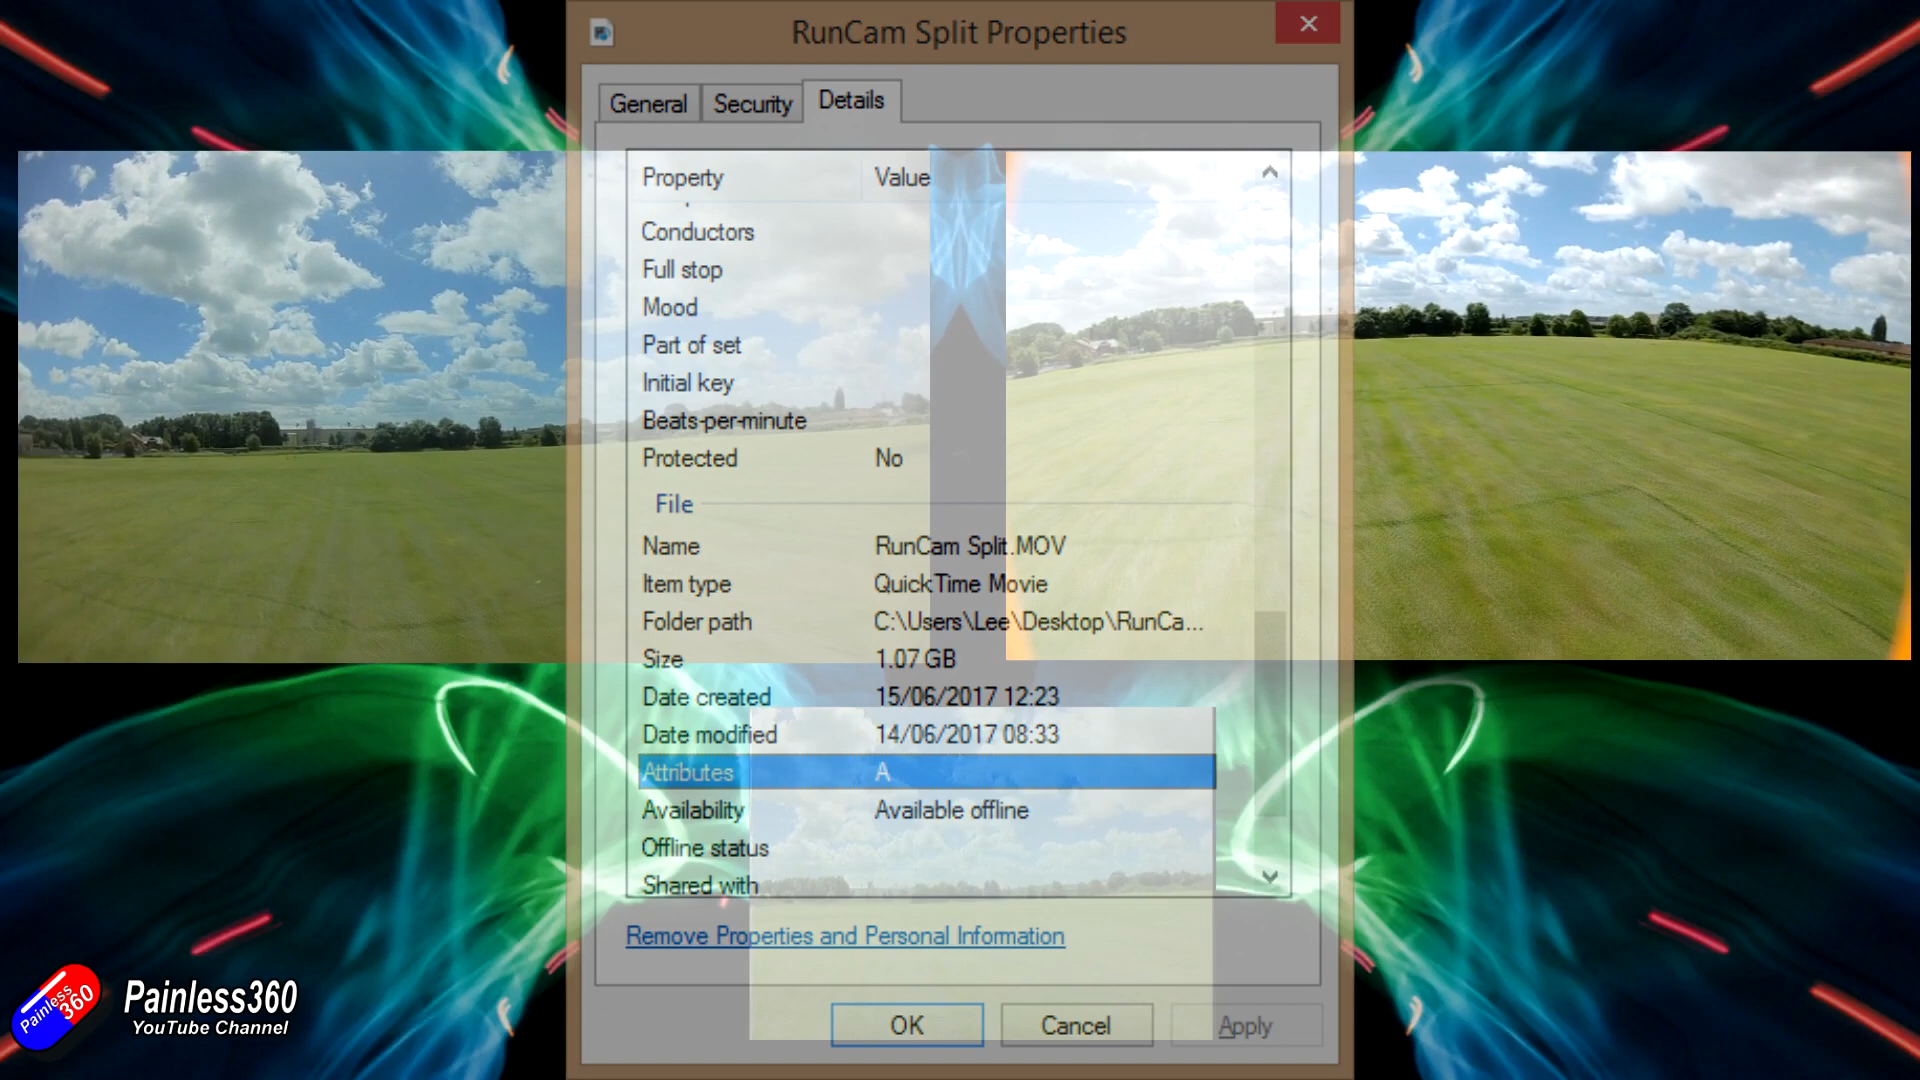 RunCam Split Properties
General Security Details
Property Value
Conductors
Full stop
Mood
Part of set
Initial key
Beats-per-minute
Protected No
File
Name RunCam Split.MOV
Item type QuickTime Movie
Folder path C:\Users\Lee\Desktop\RunCa...
Size 1.07 GB
Date created 15/06/2017 12:23
Date modified 14/06/2017 08:33
Attributes A
Availability Available offline
Offline status
Shared with
Remove Properties and Personal Information
OK Cancel Apply
Painless 360
Painless360
YouTube Channel